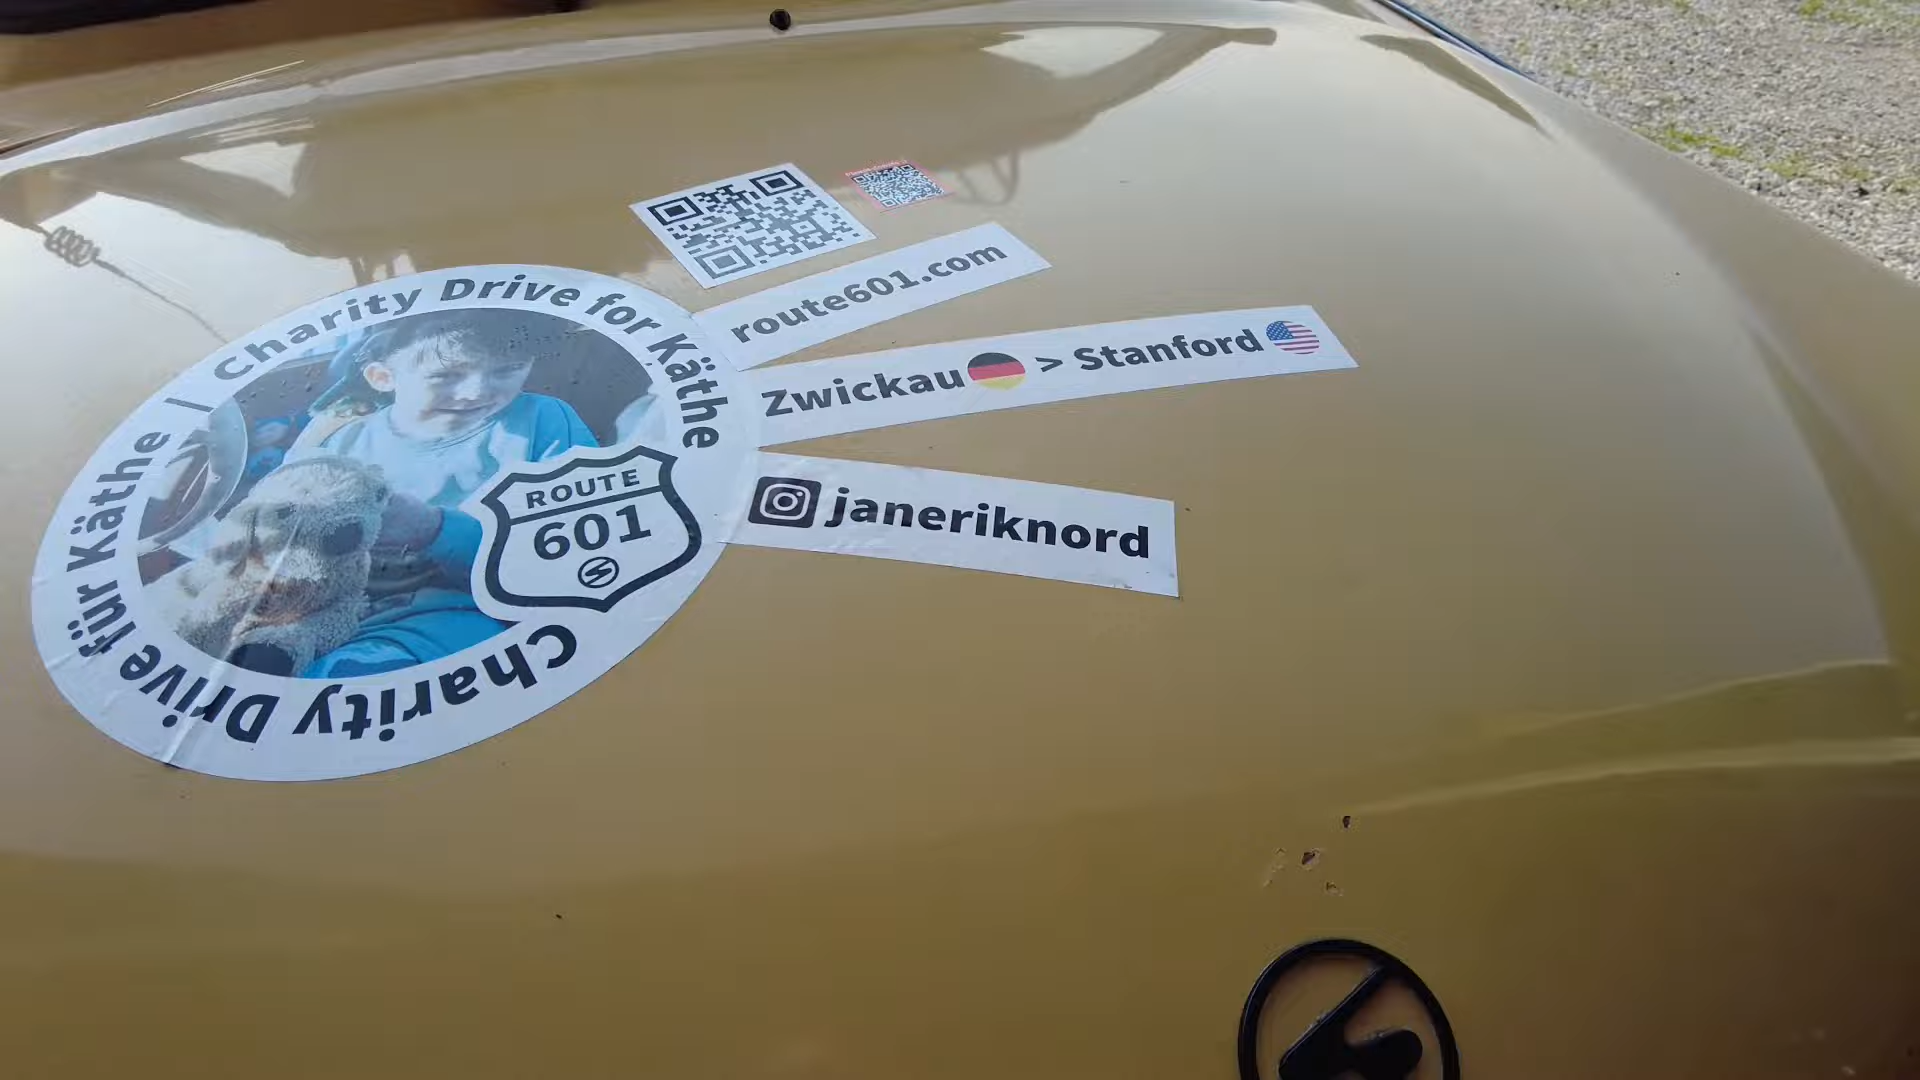 Charity Drive for Käthe |
Charity Drive für Käthe
ROUTE
601
route601.com
Zwickau > Stanford
janeriknord